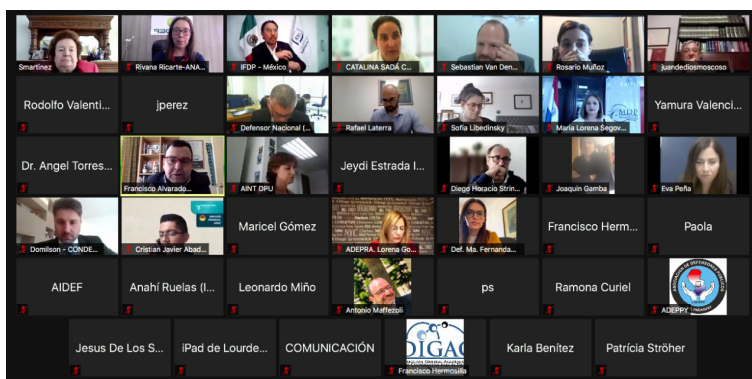 Smartinez
Rivana Ricarte-ANA...
IFDP - México
CATALINA SADÁ C...
Sebastian Van Den...
Rosario Muñoz
juandediosmoscoso
Rodolfo Valenti...
jperez
Defensor Nacional (...
Rafael Laterra
Sofía Libedinsky
MDP
María Lorena Segov...
Yamura Valenci...
Dr. Angel Torres...
Francisco Alvarado...
AINT DPU
Jeydi Estrada I...
Diego Horacio Strin...
Joaquin Gamba
Eva Peña
Domilson - CONDE...
Cristian Javier Abad...
Maricel Gómez
ADEPRA. Lorena Go...
Def. Ma. Fernanda...
Francisco Herm...
Paola
AIDEF
Anahí Ruelas (I...
Leonardo Miño
Antonio Maffezoli
ps
Ramona Curiel
ADEPPY
Jesus De Los S...
iPad de Lourde...
COMUNICACIÓN
DIGAC
Francisco Hermosilla
Karla Benítez
Patrícia Ströher